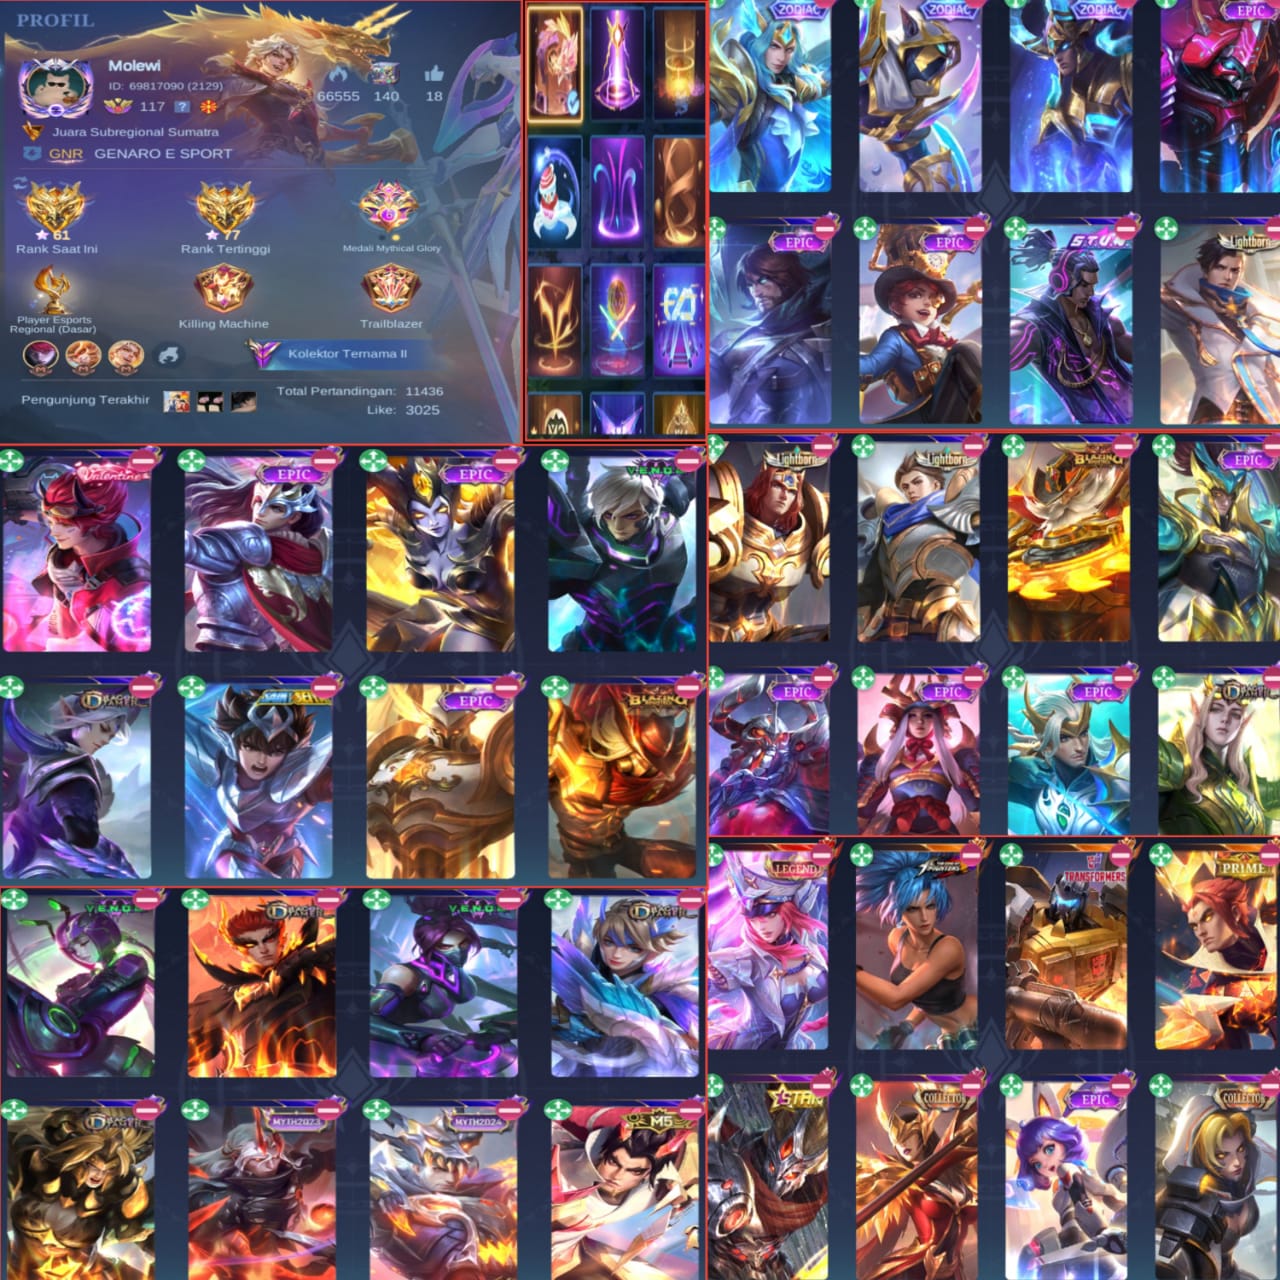 PROFIL
Molewi
ID: 69817090 (2129)
117 ?
66555 140 18
Juara Subregional Sumatra
GNR GENARO E SPORT
61 77
Rank Saat Ini Rank Tertinggi Medali Mythical Glory
Player Esports Regional (Dasar)
Killing Machine Trailblazer
Kolektor Ternama II
Pengunjung Terakhir
Total Pertandingan: 11436
Like: 3025
ZODIAC ZODIAC ZODIAC EPIC
EPIC EPIC S.T.U.N Lightborn
Valentine EPIC EPIC V.E.N.O.M
Lightborn Lightborn BLAZING EPIC
DRAGON TAMER SAINT SEIYA EPIC BLAZING
EPIC EPIC EPIC DRAGON TAMER
V.E.N.O.M DRAGON TAMER V.E.N.O.M DRAGON TAMER
LEGEND FIGHTERS TRANSFORMERS PRIME
DRAGON TAMER MYTH2023 MYTH2024 M5
STAR COLLECTOR EPIC COLLECTOR